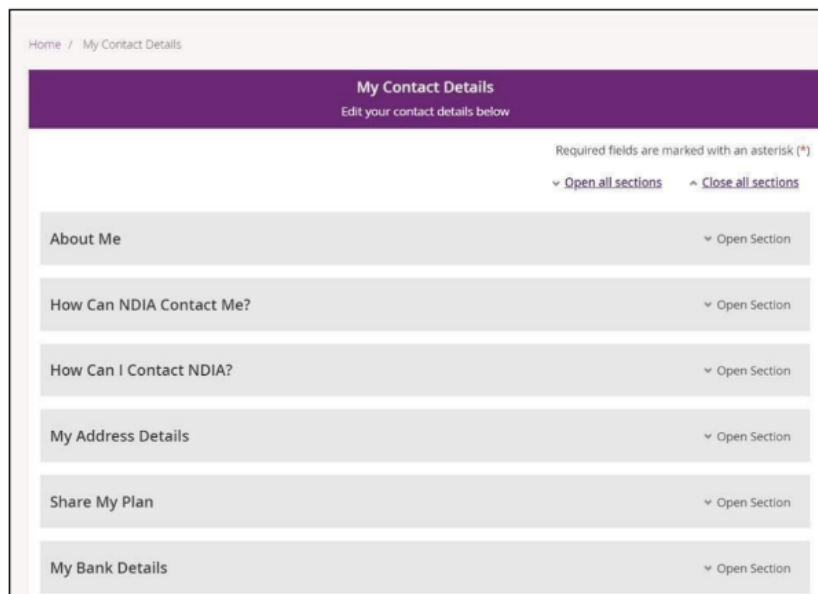 Home / My Contact Details
My Contact Details
Edit your contact details below
Required fields are marked with an asterisk (*)
Open all sections Close all sections
About Me Open Section
How Can NDIA Contact Me? Open Section
How Can I Contact NDIA? Open Section
My Address Details Open Section
Share My Plan Open Section
My Bank Details Open Section